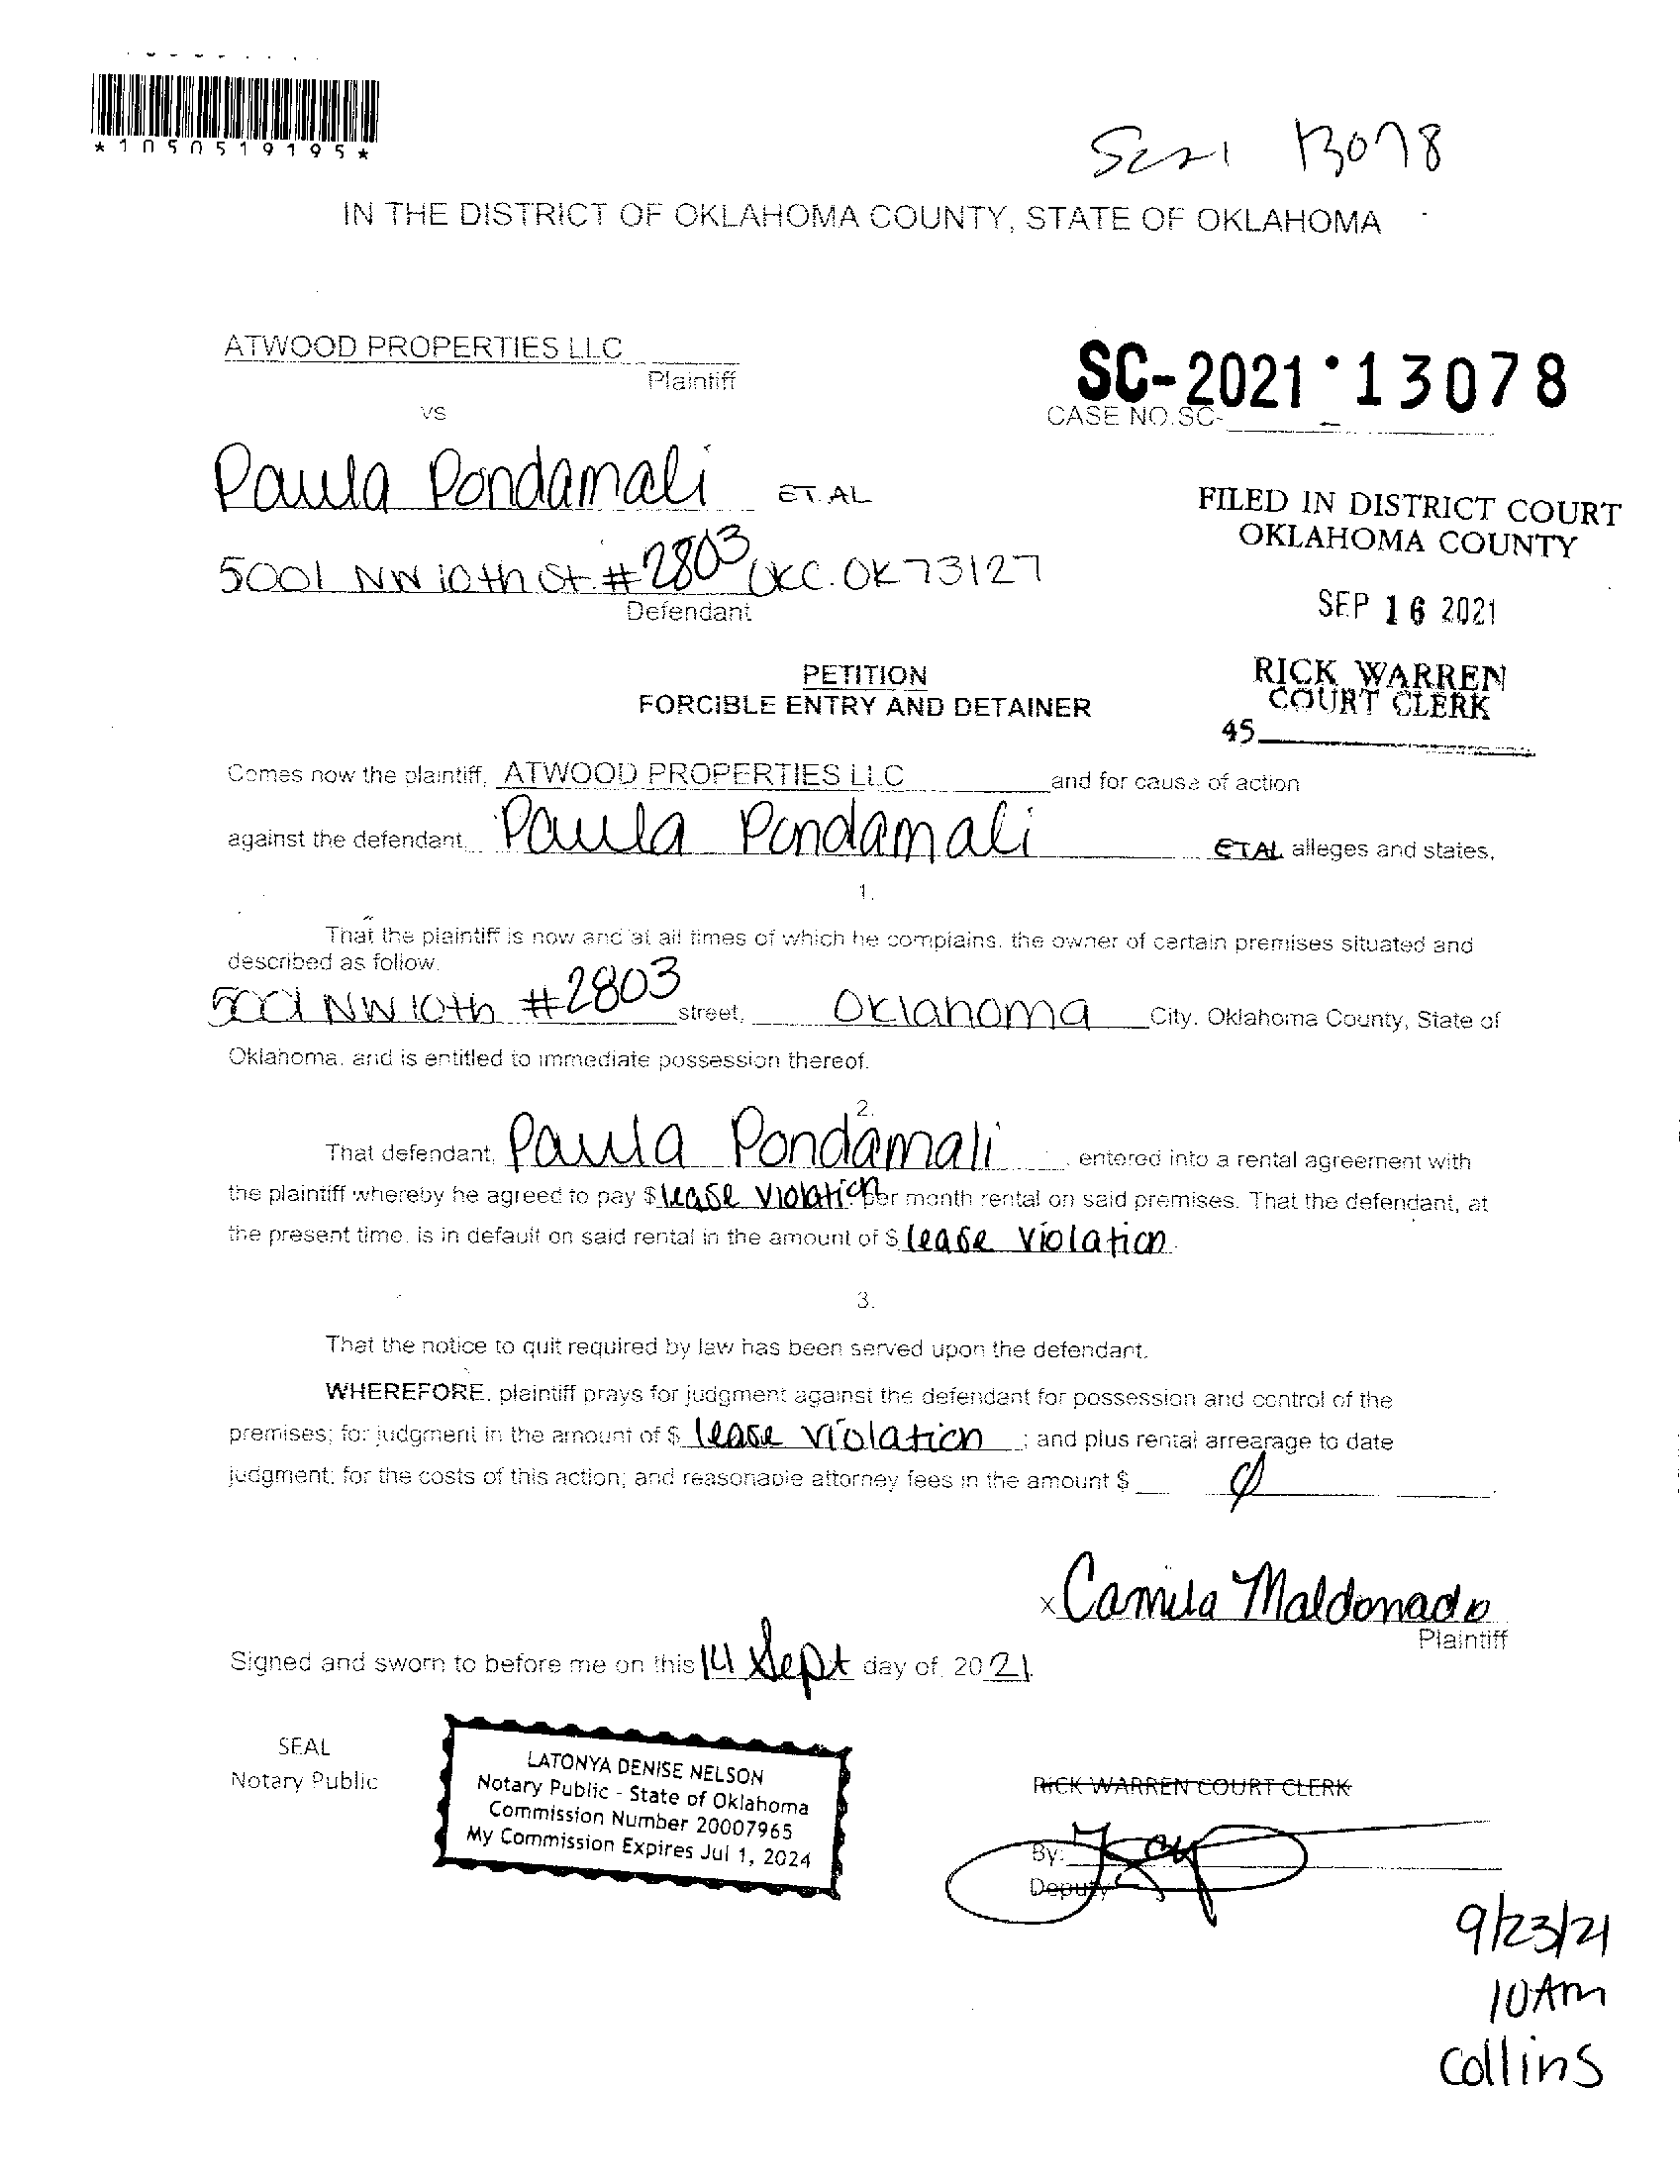 *1050519195*
SC21 13078
IN THE DISTRICT OF OKLAHOMA COUNTY, STATE OF OKLAHOMA
ATWOOD PROPERTIES LLC
Plaintiff
vs
SC-2021·13078
CASE NO.SC-
Paula Pondamali ET.AL
5001 NW 10th St. #2803 OKC.OK 73127
Defendant
FILED IN DISTRICT COURT
OKLAHOMA COUNTY
SEP 16 2021
RICK WARREN
COURT CLERK
45
PETITION
FORCIBLE ENTRY AND DETAINER
Comes now the plaintiff, ATWOOD PROPERTIES LLC and for cause of action
against the defendant, Paula Pondamali ETAL alleges and states,
1.
That the plaintiff is now and at all times of which he complains, the owner of certain premises situated and
described as follow.
5001 NW 10th #2803 street, Oklahoma City, Oklahoma County, State of
Oklahoma, and is entitled to immediate possession thereof.
2.
That defendant, Paula Pondamali, entered into a rental agreement with
the plaintiff whereby he agreed to pay $ lease violation per month rental on said premises. That the defendant, at
the present time, is in default on said rental in the amount of $ lease violation.
3.
That the notice to quit required by law has been served upon the defendant.
WHEREFORE, plaintiff prays for judgment against the defendant for possession and control of the
premises; for judgment in the amount of $ lease violation; and plus rental arrearage to date
judgment; for the costs of this action; and reasonable attorney fees in the amount $
x Camila Maldonado
Plaintiff
Signed and sworn to before me on this 14 Sept day of, 2021.
SEAL
Notary Public
LATONYA DENISE NELSON
Notary Public - State of Oklahoma
Commission Number 20007965
My Commission Expires Jul 1, 2024
RICK WARREN COURT CLERK
By:
Deputy
9/23/21
10AM
Collins